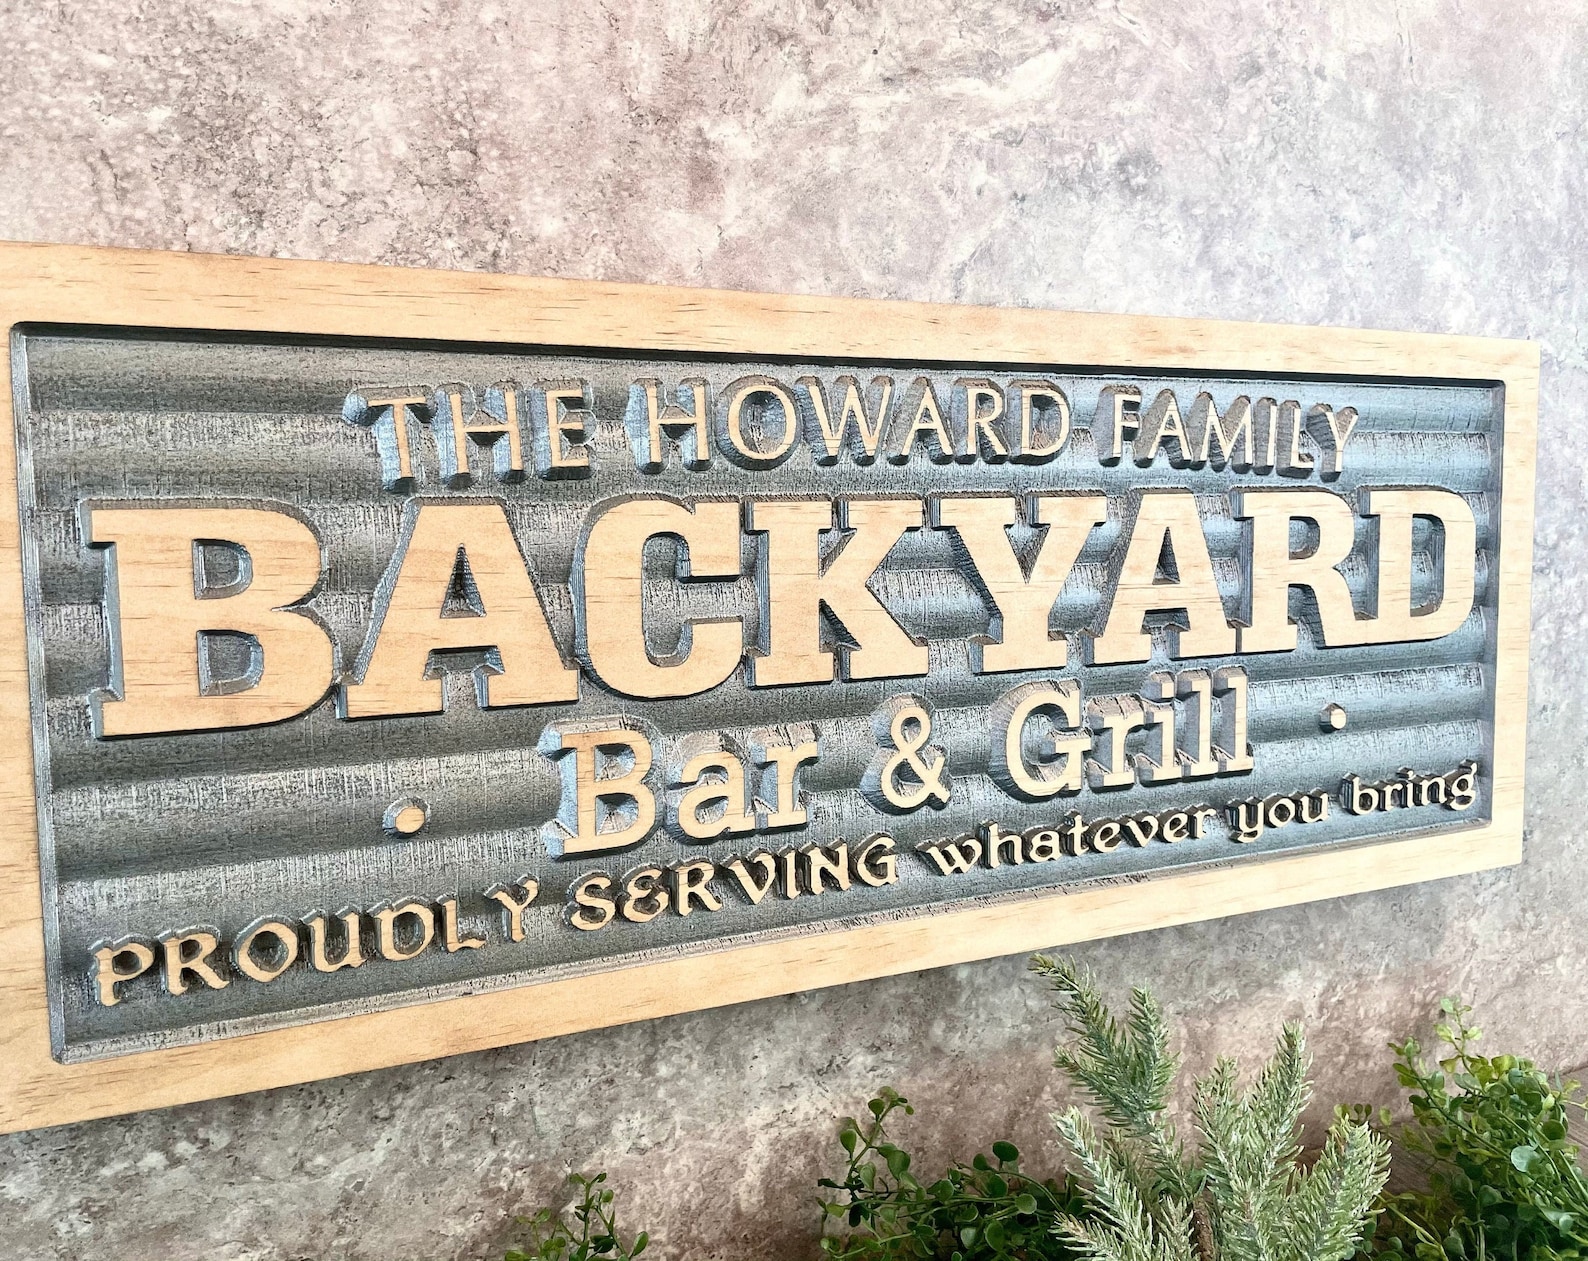 THE HOWARD FAMILY
BACKYARD
• Bar & Grill •
PROUDLY SERVING whatever you bring